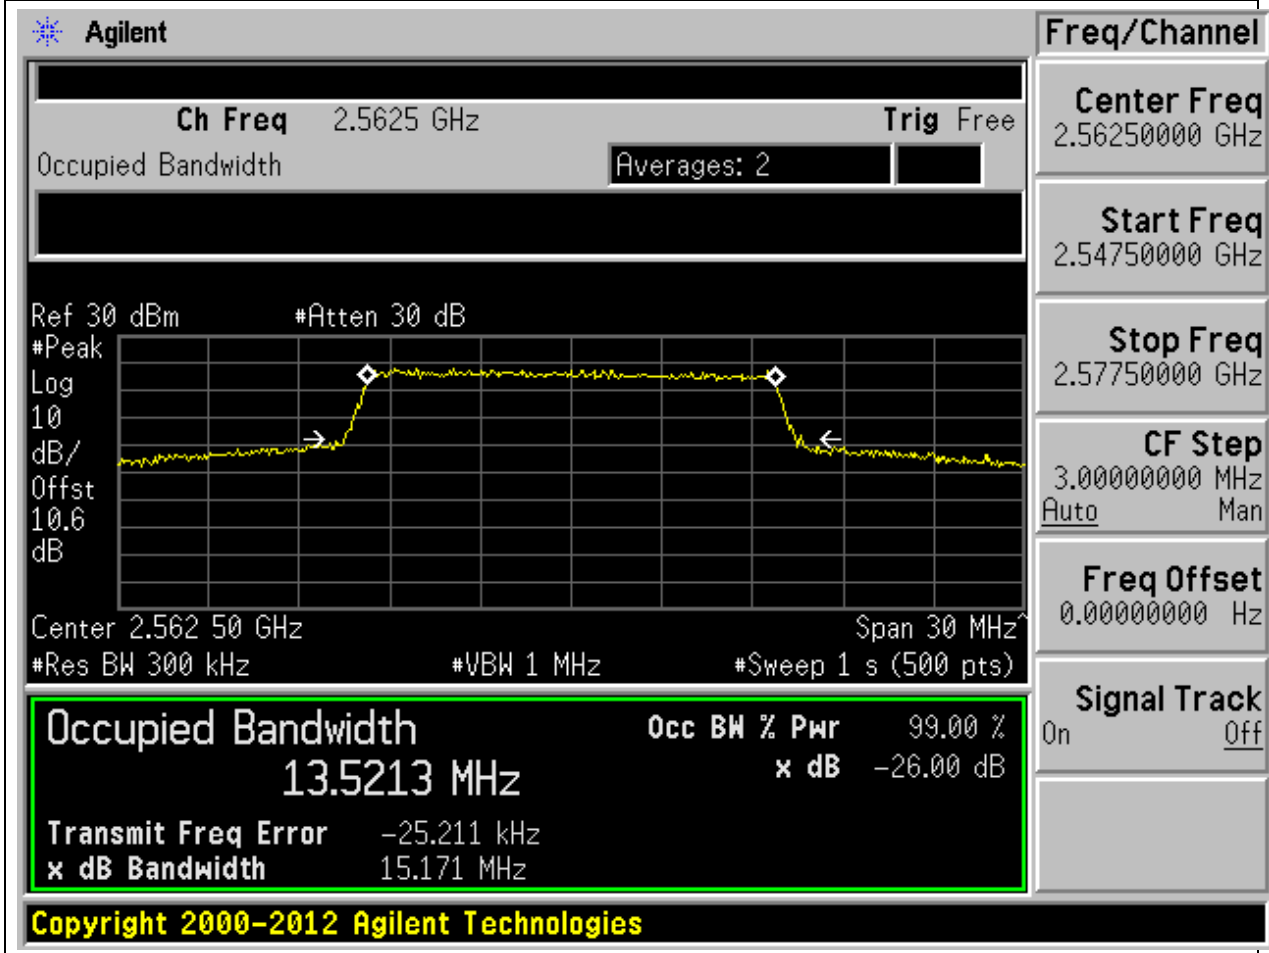 Agilent
Freq/Channel
Ch Freq 2.5625 GHz Trig Free
Occupied Bandwidth Averages: 2
Center Freq
2.56250000 GHz
Start Freq
2.54750000 GHz
Stop Freq
2.57750000 GHz
CF Step
3.00000000 MHz
Auto Man
Freq Offset
0.00000000 Hz
Signal Track
On Off
Ref 30 dBm #Atten 30 dB
#Peak
Log
10
dB/
Offst
10.6
dB
Center 2.562 50 GHz Span 30 MHz^
#Res BW 300 kHz #VBW 1 MHz #Sweep 1 s (500 pts)
Occupied Bandwidth Occ BW % Pwr 99.00 %
13.5213 MHz x dB -26.00 dB
Transmit Freq Error -25.211 kHz
x dB Bandwidth 15.171 MHz
Copyright 2000-2012 Agilent Technologies